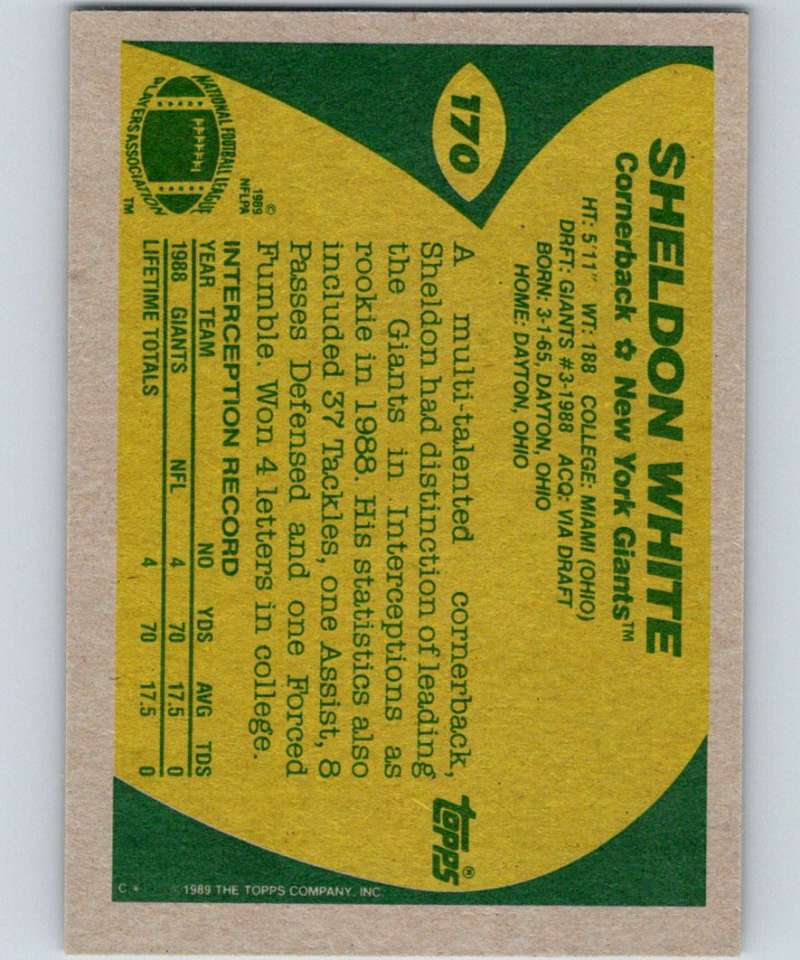 170
SHELDON WHITE
Cornerback ✿ New York Giants™
HT: 5'11" WT: 188 COLLEGE: MIAMI (OHIO)
DRFT: GIANTS #3-1988 ACQ: VIA DRAFT
BORN: 3-1-65, DAYTON, OHIO
HOME: DAYTON, OHIO
A multi-talented cornerback,
Sheldon had distinction of leading
the Giants in Interceptions as
rookie in 1988. His statistics also
included 37 Tackles, one Assist, 8
Passes Defensed and one Forced
Fumble. Won 4 letters in college.
INTERCEPTION RECORD
YEAR TEAM NO YDS AVG TDS
1988 GIANTS NFL 4 70 17.5 0
LIFETIME TOTALS 4 70 17.5 0
NATIONAL FOOTBALL LEAGUE
PLAYERS ASSOCIATION ™
© 1989
NFLPA
topps®
C * © 1989 THE TOPPS COMPANY, INC.